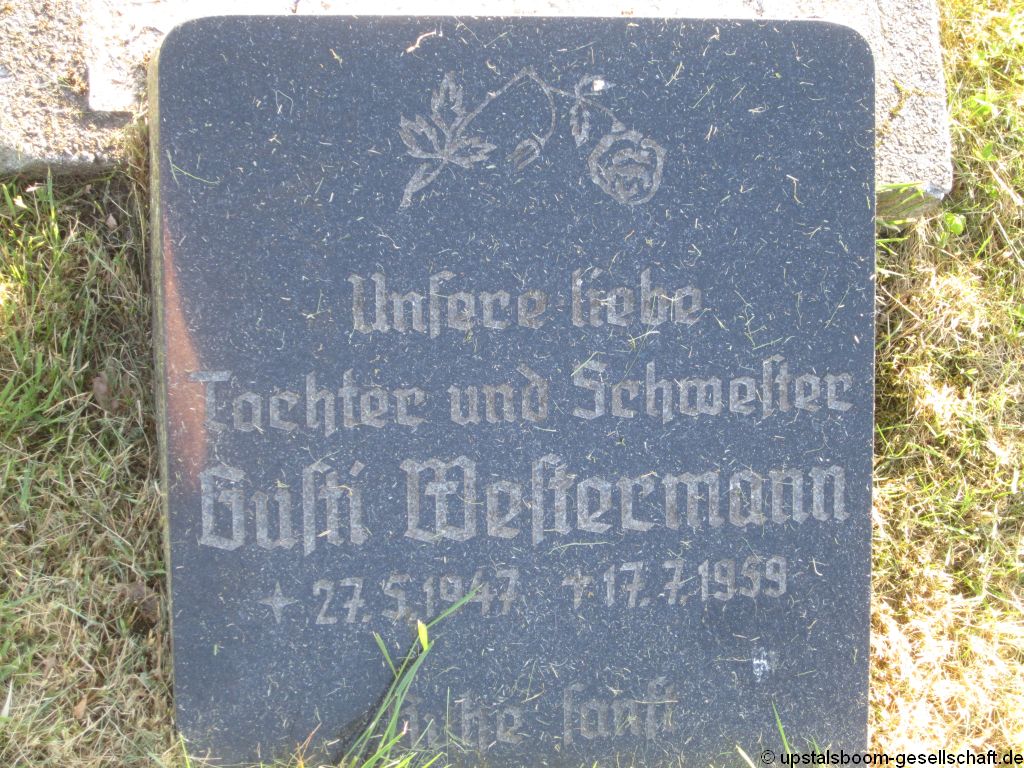 Unsere liebe
Tochter und Schwester
Gusti Westermann
27.5.1947 † 17.7.1959
sanft
© upstalsboom-gesellschaft.de